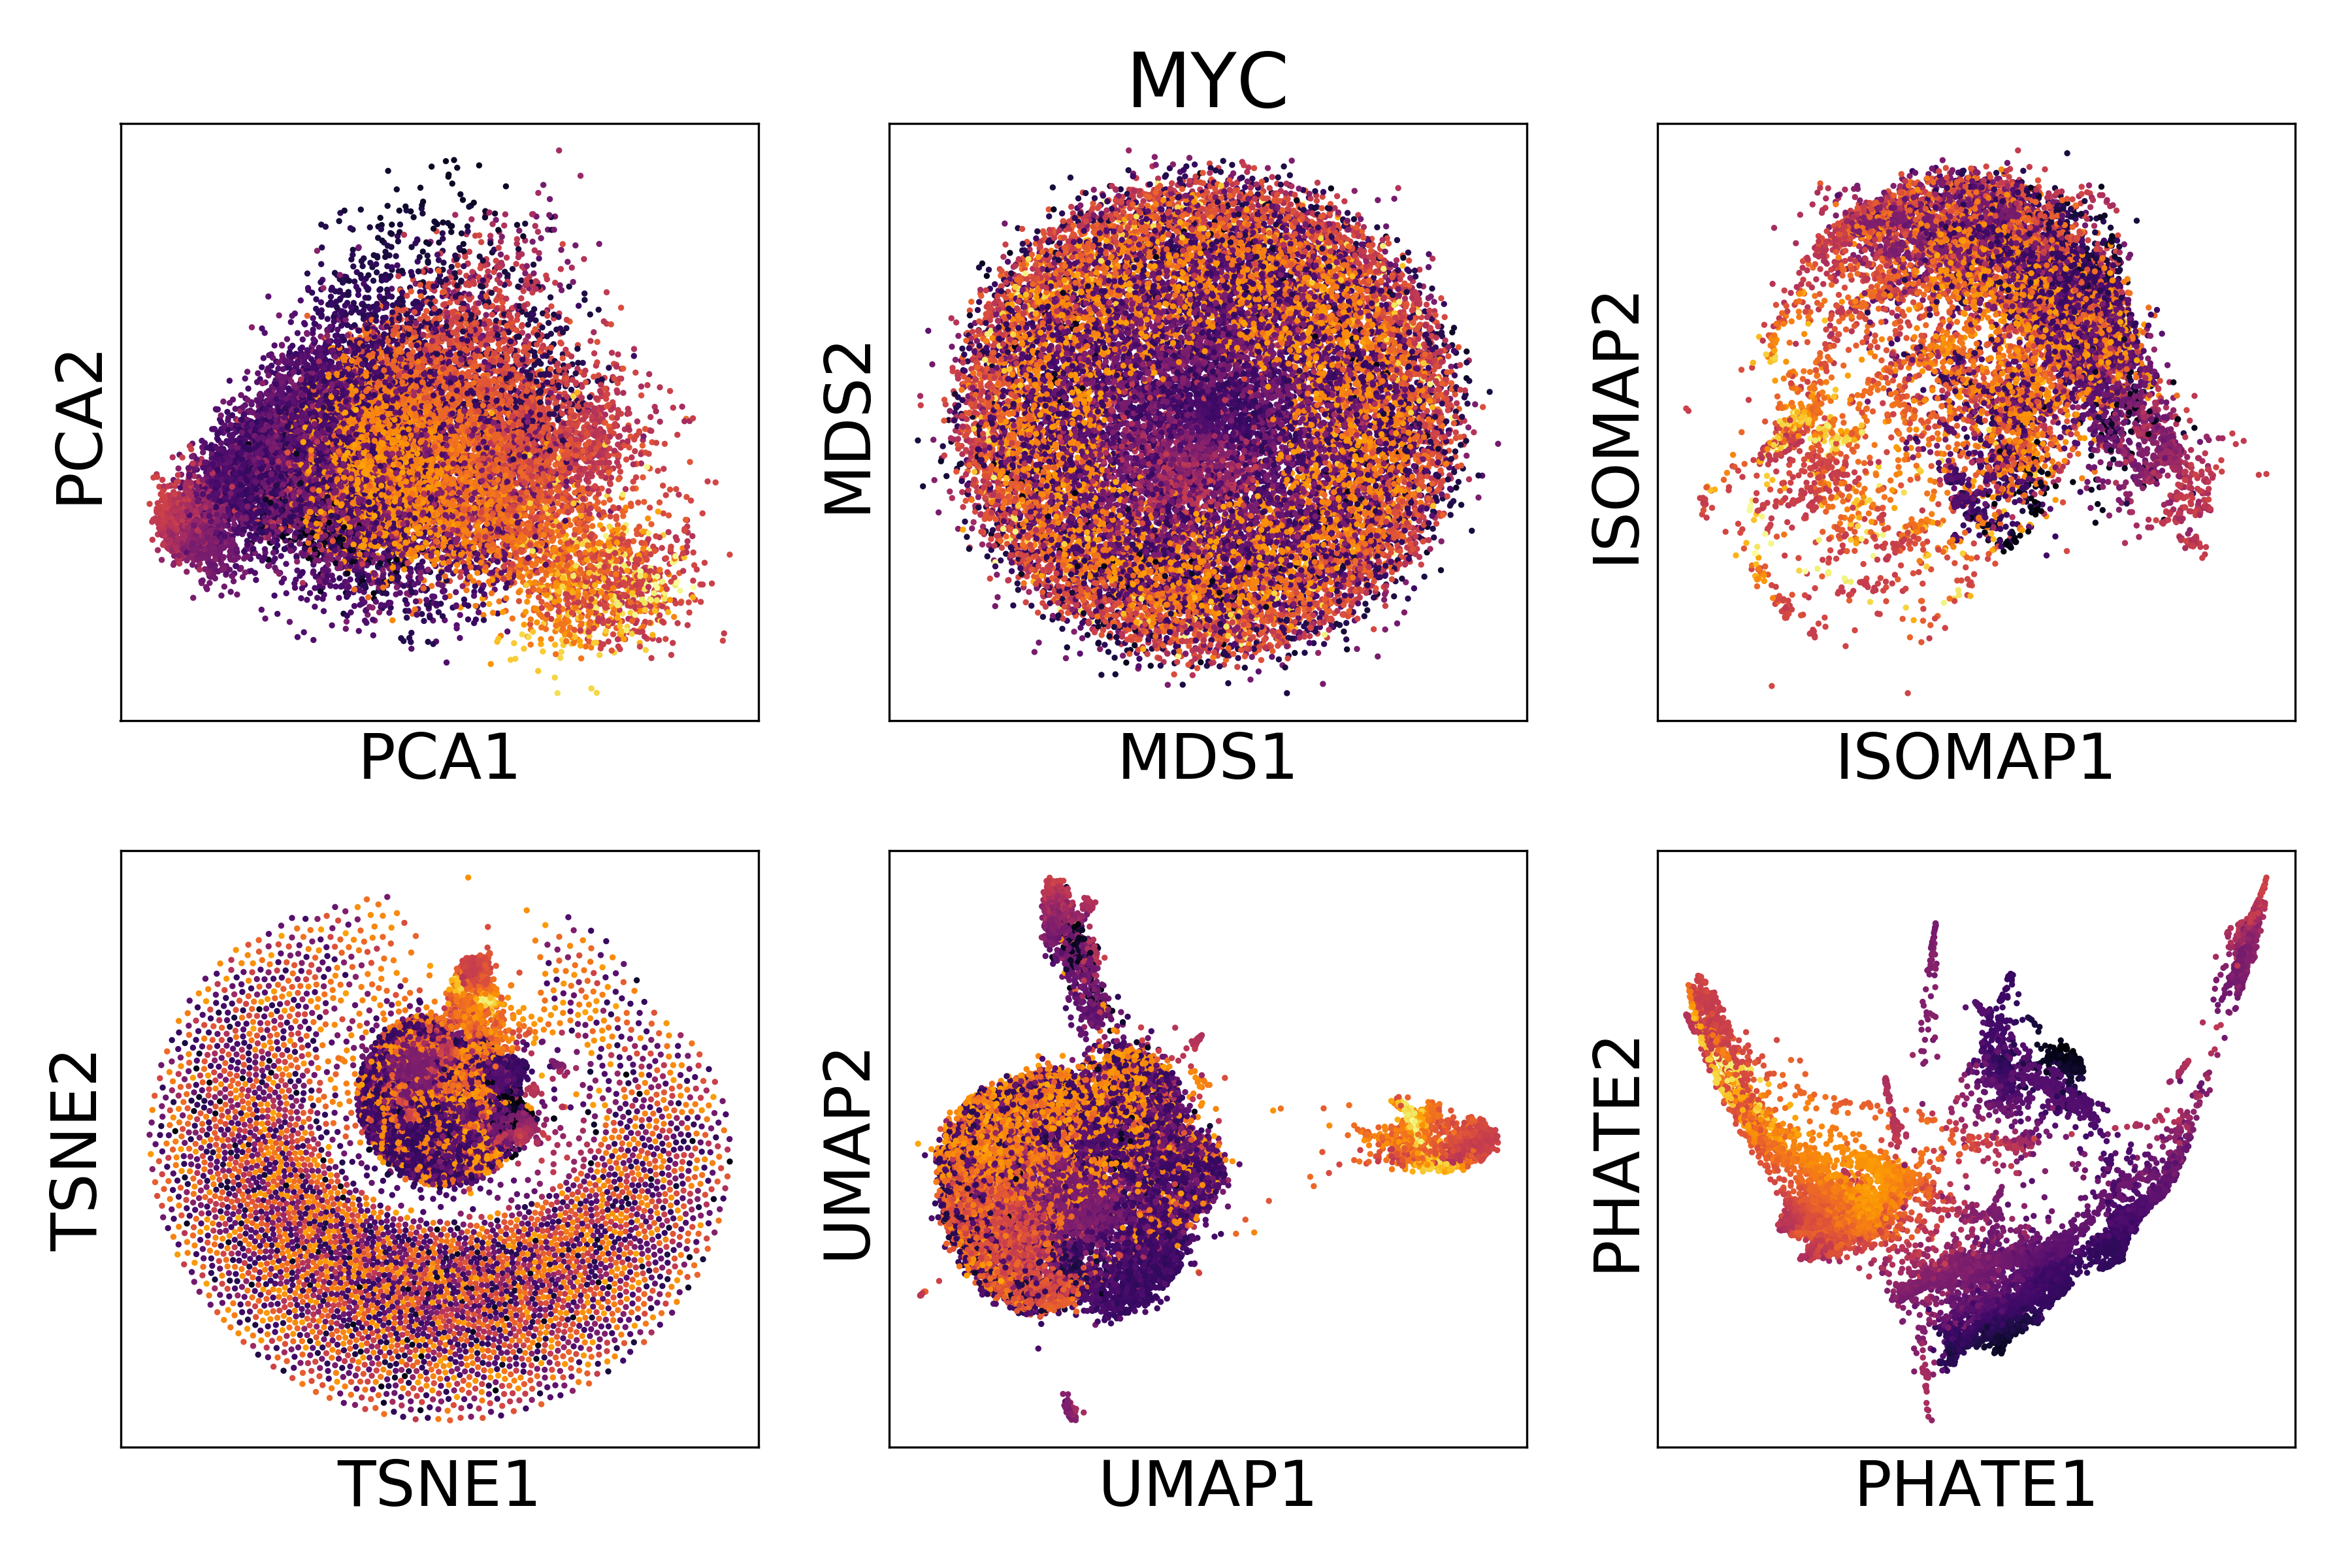 MYC
PCA2
PCA1
MDS2
MDS1
ISOMAP2
ISOMAP1
TSNE2
TSNE1
UMAP2
UMAP1
PHATE2
PHATE1